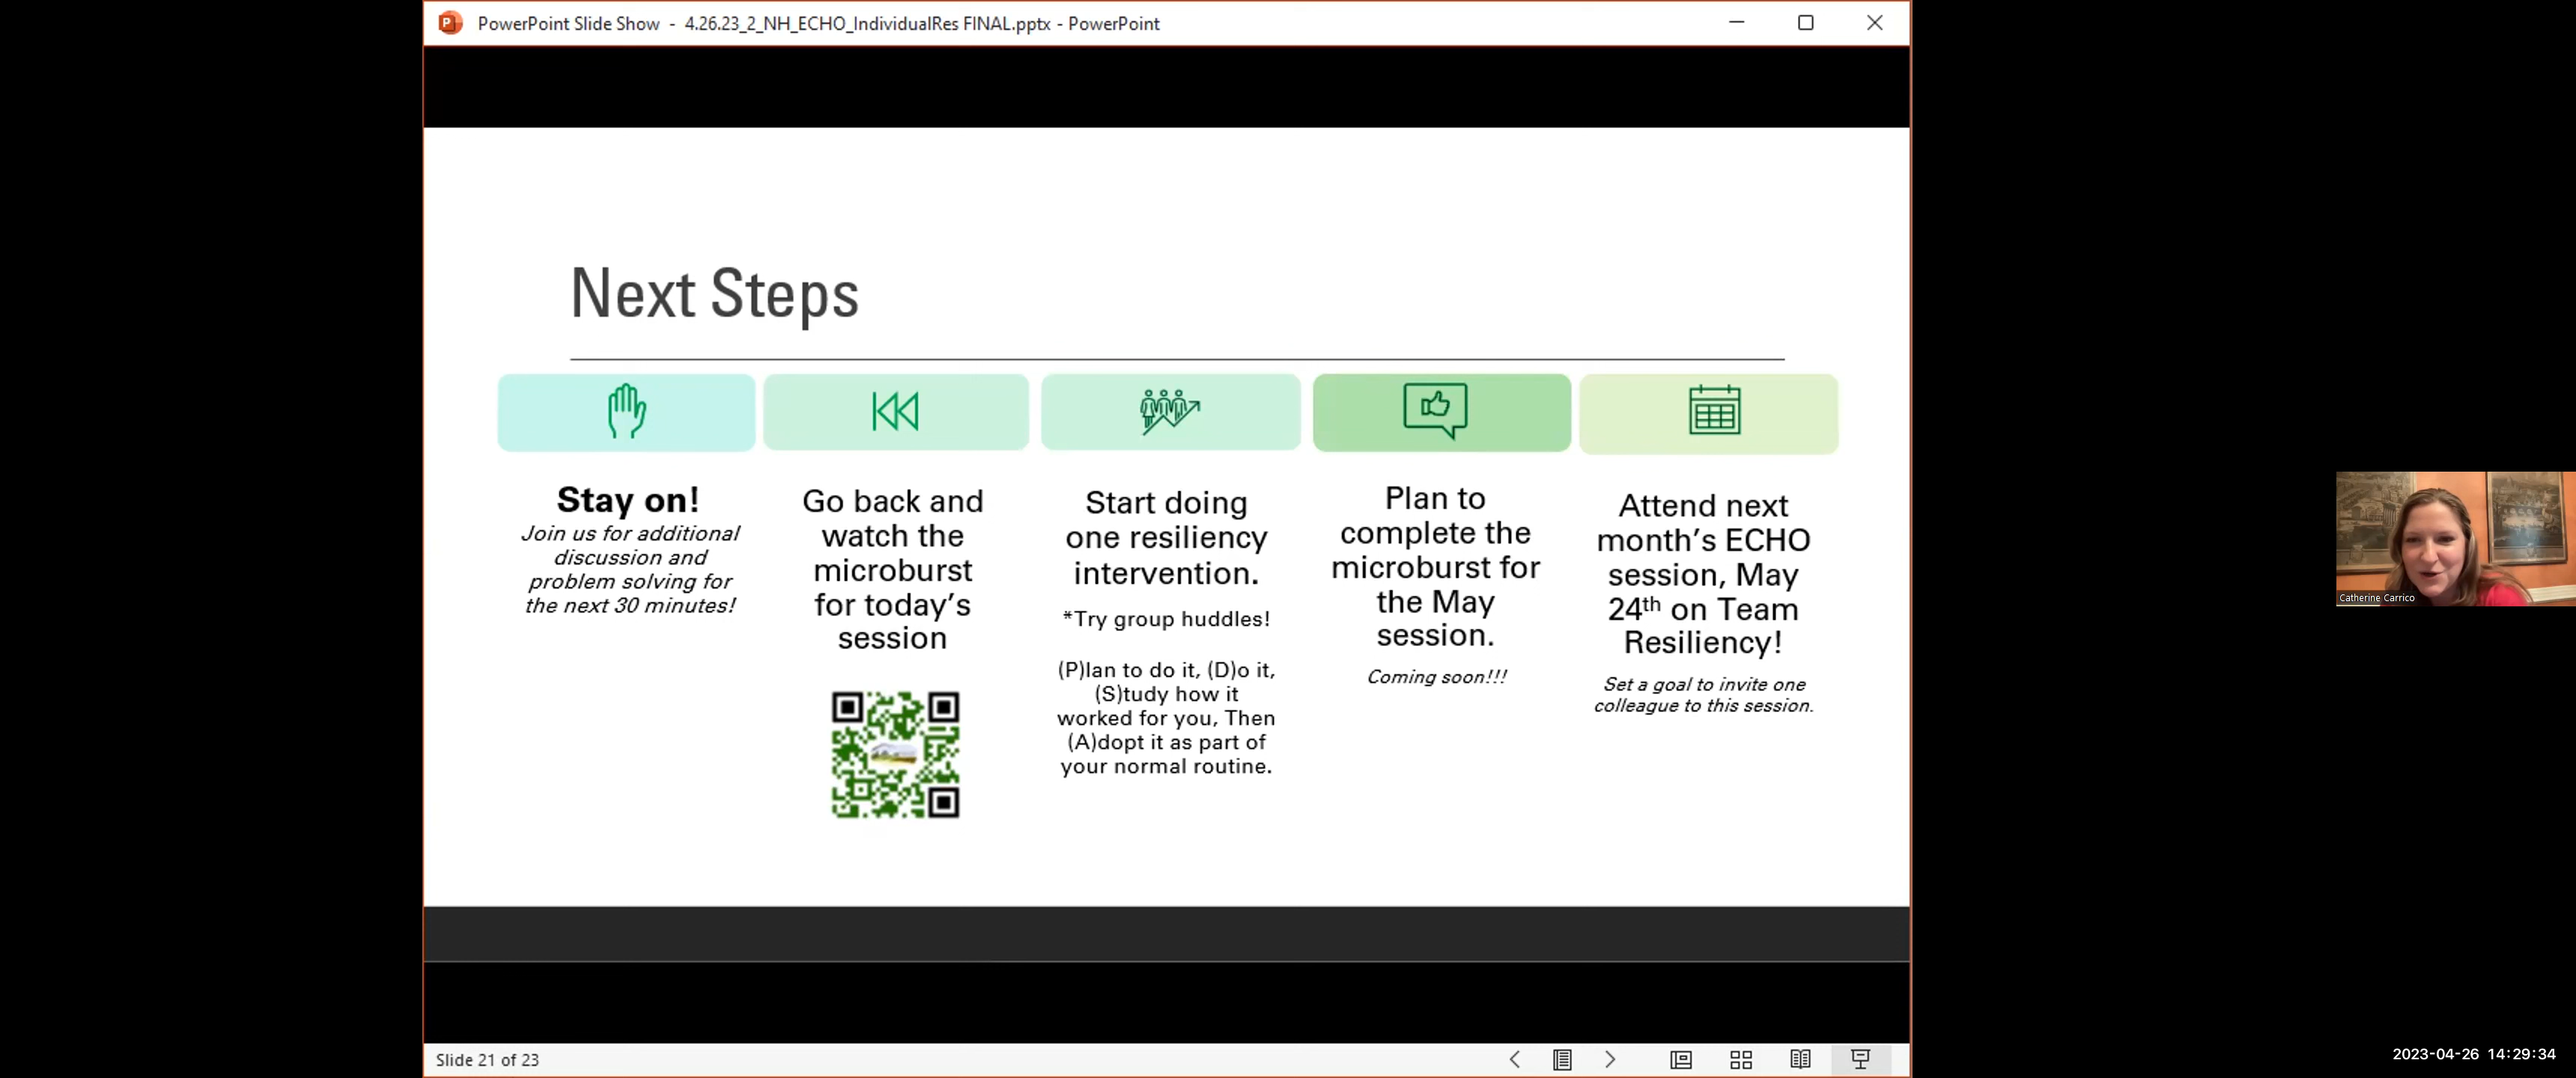 PowerPoint Slide Show - 4.26.23_2_NH_ECHO_IndividualRes FINAL.pptx - PowerPoint
Next Steps
Stay on!
Join us for additional
discussion and
problem solving for
the next 30 minutes!
Go back and
watch the
microburst
for today's
session
Start doing
one resiliency
intervention.
*Try group huddles!
(P)lan to do it, (D)o it,
(S)tudy how it
worked for you, Then
(A)dopt it as part of
your normal routine.
Plan to
complete the
microburst for
the May
session.
Coming soon!!!
Attend next
month's ECHO
session, May
24th on Team
Resiliency!
Set a goal to invite one
colleague to this session.
Catherine Carrico
Slide 21 of 23
2023-04-26 14:29:34